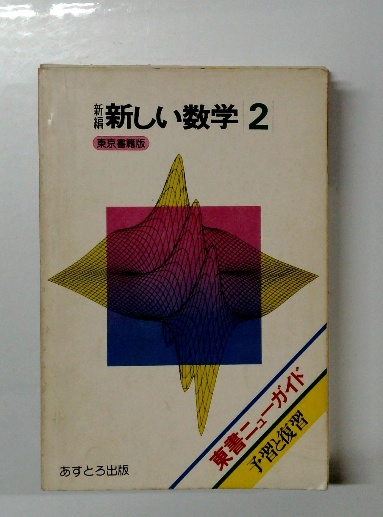 新編 新しい数学 2
東京書籍版
東書ニューガイド
予習と復習
あすとろ出版